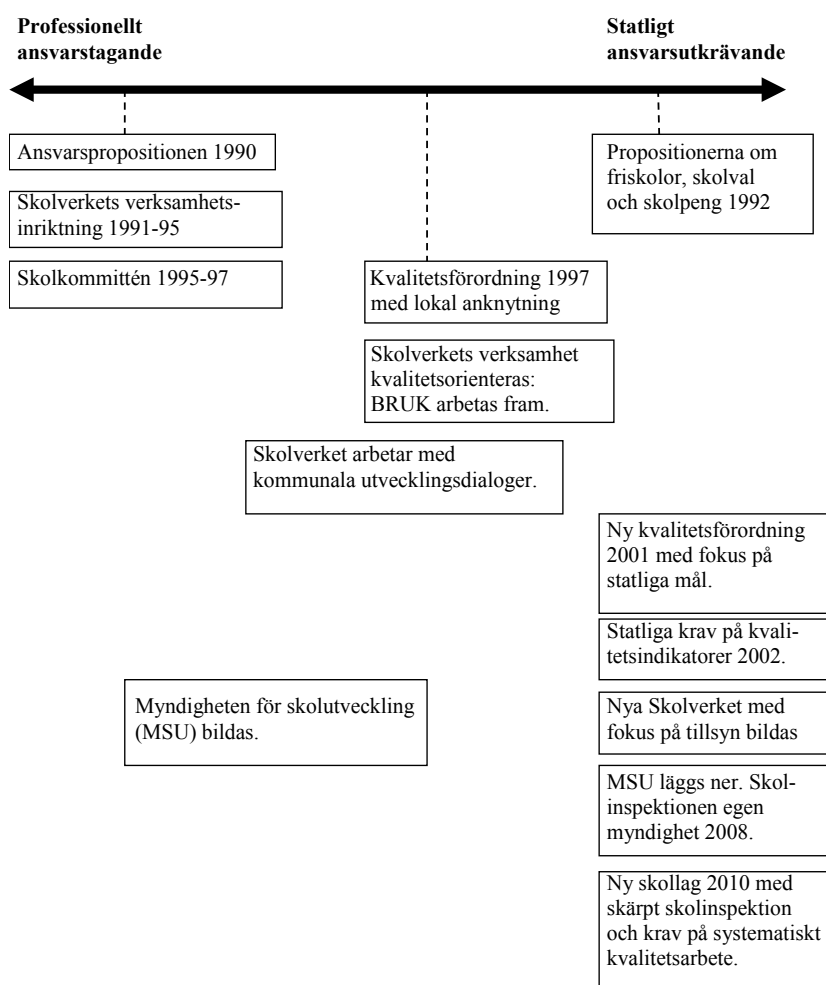 Professionellt
ansvarstagande
Statligt
ansvarsutkrävande
Ansvarspropositionen 1990
Propositionerna om
friskolor, skolval
och skolpeng 1992
Skolverkets verksamhets-
inriktning 1991-95
Skolkommittén 1995-97
Kvalitetsförordning 1997
med lokal anknytning
Skolverkets verksamhet
kvalitetsorienteras:
BRUK arbetas fram.
Skolverket arbetar med
kommunala utvecklingsdialoger.
Ny kvalitetsförordning
2001 med fokus på
statliga mål.
Statliga krav på kvali-
tetsindikatorer 2002.
Myndigheten för skolutveckling
(MSU) bildas.
Nya Skolverket med
fokus på tillsyn bildas
MSU läggs ner. Skol-
inspektionen egen
myndighet 2008.
Ny skollag 2010 med
skärpt skolinspektion
och krav på systematiskt
kvalitetsarbete.